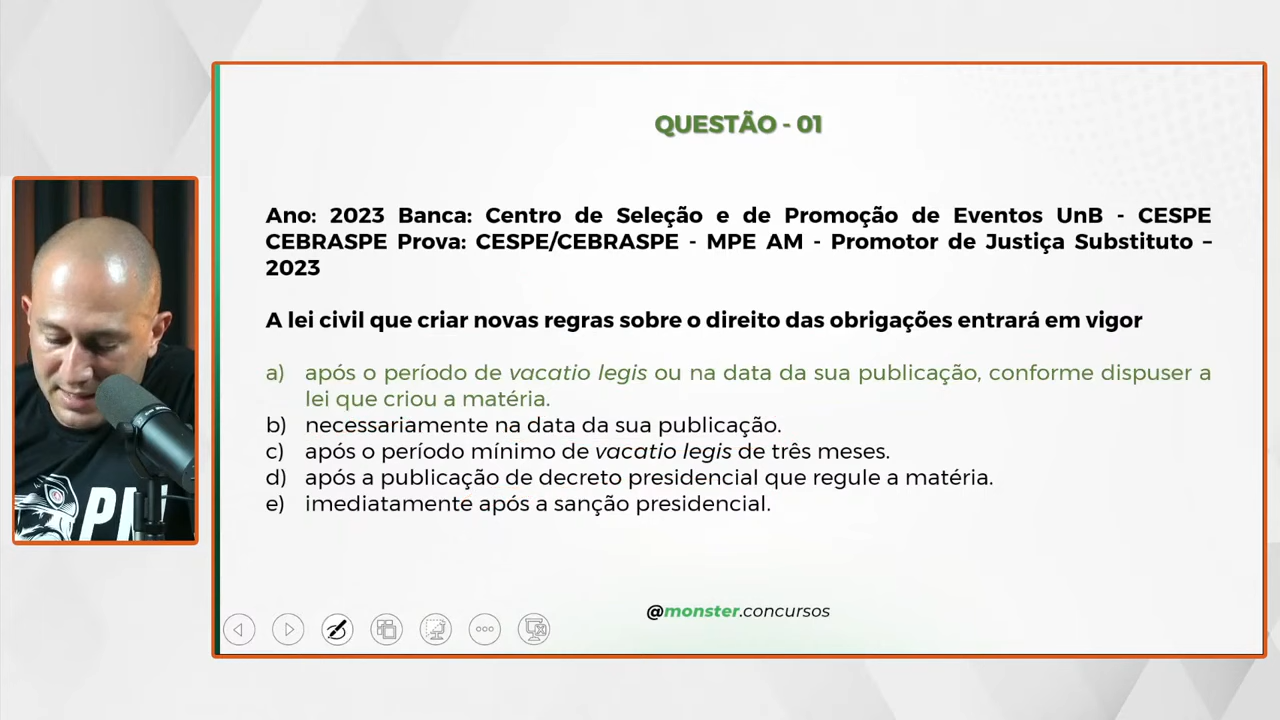 QUESTÃO - 01
Ano: 2023 Banca: Centro de Seleção e de Promoção de Eventos UnB - CESPE
CEBRASPE Prova: CESPE/CEBRASPE - MPE AM - Promotor de Justiça Substituto –
2023
A lei civil que criar novas regras sobre o direito das obrigações entrará em vigor
a) após o período de vacatio legis ou na data da sua publicação, conforme dispuser a
lei que criou a matéria.
b) necessariamente na data da sua publicação.
c) após o período mínimo de vacatio legis de três meses.
d) após a publicação de decreto presidencial que regule a matéria.
e) imediatamente após a sanção presidencial.
@monster.concursos